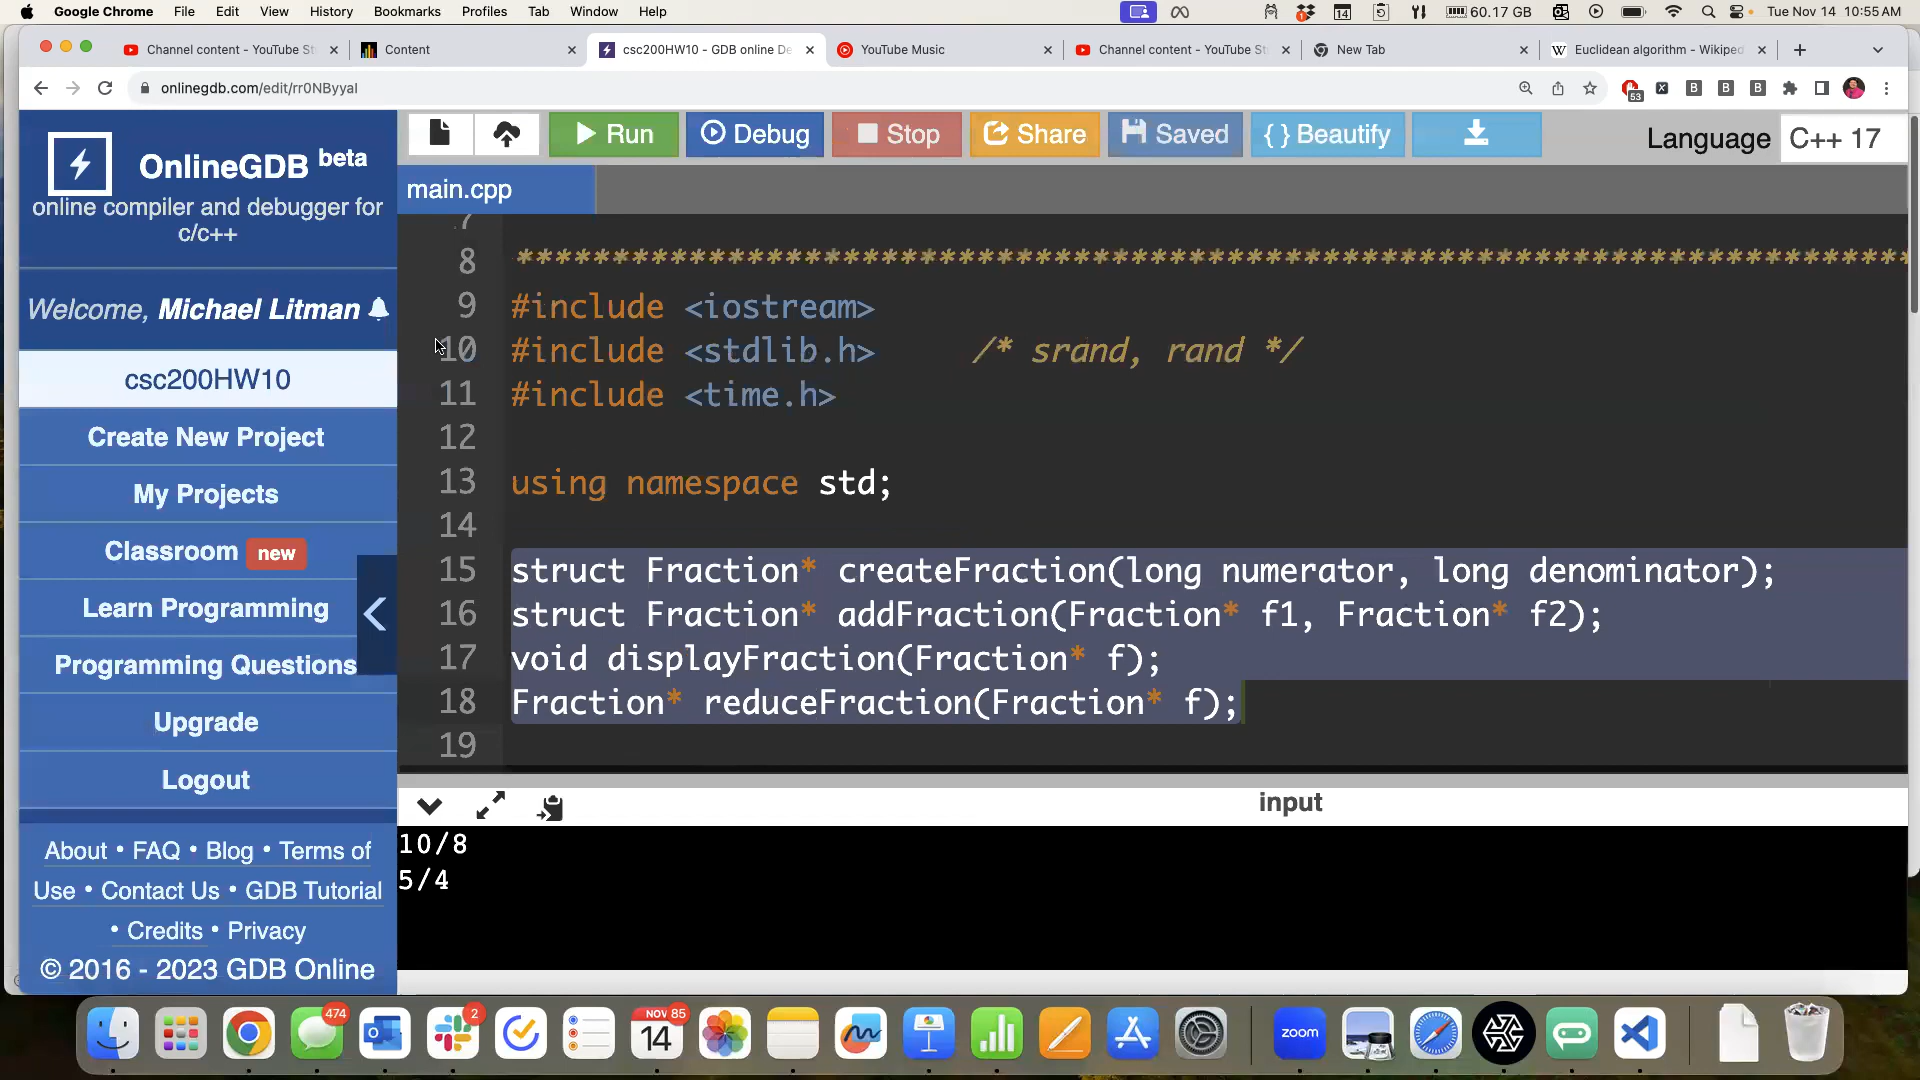 Google Chrome File Edit View History Bookmarks Profiles Tab Window Help 60.17 GB 14 Tue Nov 14 10:55 AM
Channel content - YouTube St Content csc200HW10 - GDB online De YouTube Music Channel content - YouTube St New Tab Euclidean algorithm - Wikiped
onlinegdb.com/edit/rr0NByyal 53
OnlineGDB beta
online compiler and debugger for
c/c++
Welcome, Michael Litman
csc200HW10
Create New Project
My Projects
Classroom new
Learn Programming
Programming Questions
Upgrade
Logout
About • FAQ • Blog • Terms of
Use • Contact Us • GDB Tutorial
• Credits • Privacy
© 2016 - 2023 GDB Online
Run Debug Stop Share Saved { } Beautify Language C++ 17
main.cpp
7
8 *************************************************************************
9 #include <iostream>
10 #include <stdlib.h> /* srand, rand */
11 #include <time.h>
12
13 using namespace std;
14
15 struct Fraction* createFraction(long numerator, long denominator);
16 struct Fraction* addFraction(Fraction* f1, Fraction* f2);
17 void displayFraction(Fraction* f);
18 Fraction* reduceFraction(Fraction* f);
19
input
10/8
5/4
474 2 NOV 85 14 zoom